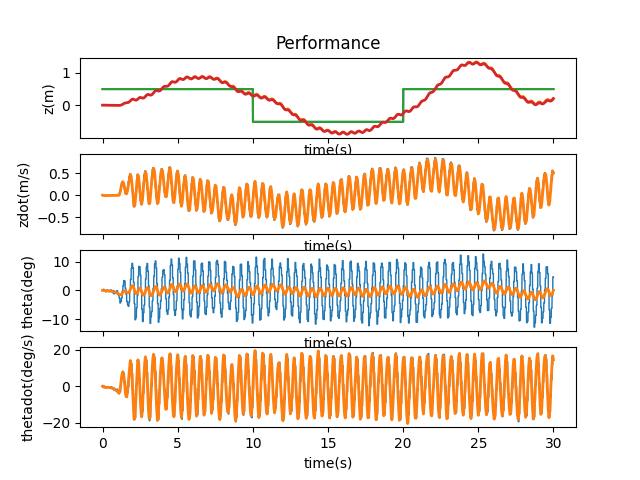 Performance
z(m)
1
0
time(s)
zdot(m/s)
0.5
0.0
−0.5
time(s)
theta(deg)
10
0
−10
time(s)
thetadot(deg/s)
20
0
−20
0 5 10 15 20 25 30
time(s)